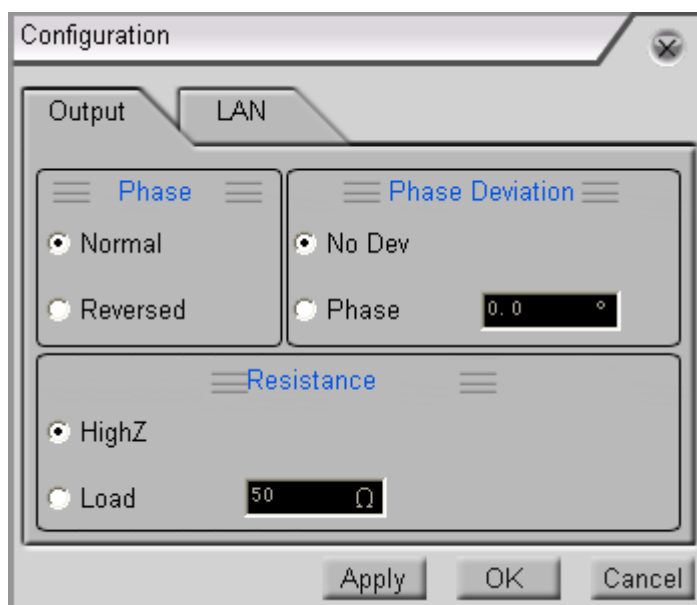 Configuration
Output LAN
Phase
Normal
Reversed
Phase Deviation
No Dev
Phase 0.0 °
Resistance
HighZ
Load 50 Ω
Apply OK Cancel